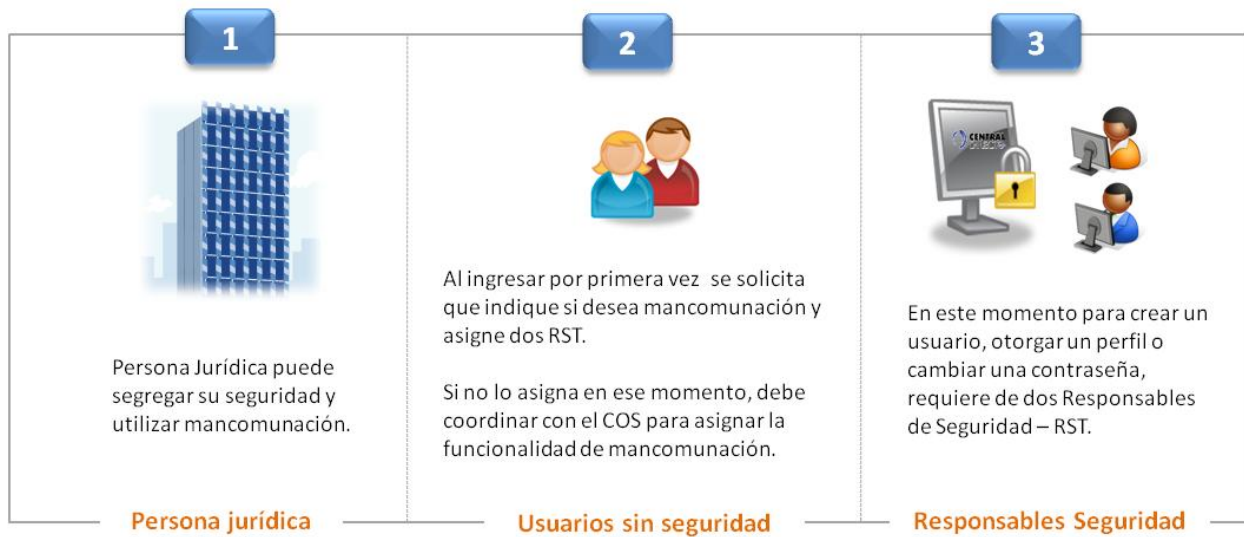 1
2
3
CENTRAL
Persona Jurídica puede
segregar su seguridad y
utilizar mancomunación.
Al ingresar por primera vez se solicita
que indique si desea mancomunación y
asigne dos RST.
Si no lo asigna en ese momento, debe
coordinar con el COS para asignar la
funcionalidad de mancomunación.
En este momento para crear un
usuario, otorgar un perfil o
cambiar una contraseña,
requiere de dos Responsables
de Seguridad – RST.
Persona jurídica
Usuarios sin seguridad
Responsables Seguridad